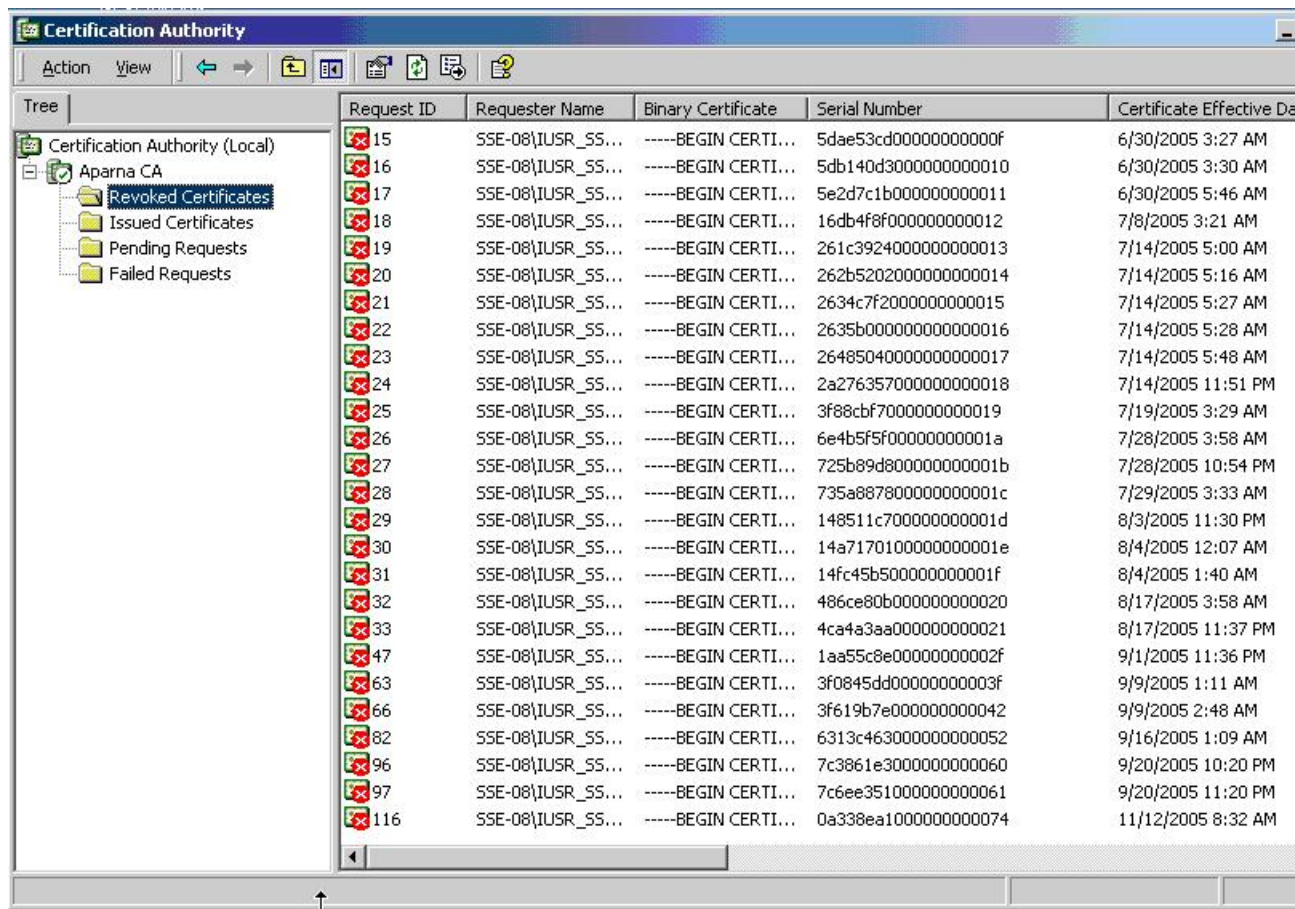 Certification Authority
Action View
Tree
Certification Authority (Local)
Aparna CA
Revoked Certificates
Issued Certificates
Pending Requests
Failed Requests
Request ID Requester Name Binary Certificate Serial Number Certificate Effective Da
15 SSE-08\IUSR_SS... -----BEGIN CERTI... 5dae53cd00000000000f 6/30/2005 3:27 AM
16 SSE-08\IUSR_SS... -----BEGIN CERTI... 5db140d3000000000010 6/30/2005 3:30 AM
17 SSE-08\IUSR_SS... -----BEGIN CERTI... 5e2d7c1b000000000011 6/30/2005 5:46 AM
18 SSE-08\IUSR_SS... -----BEGIN CERTI... 16db4f8f000000000012 7/8/2005 3:21 AM
19 SSE-08\IUSR_SS... -----BEGIN CERTI... 261c3924000000000013 7/14/2005 5:00 AM
20 SSE-08\IUSR_SS... -----BEGIN CERTI... 262b5202000000000014 7/14/2005 5:16 AM
21 SSE-08\IUSR_SS... -----BEGIN CERTI... 2634c7f2000000000015 7/14/2005 5:27 AM
22 SSE-08\IUSR_SS... -----BEGIN CERTI... 2635b000000000000016 7/14/2005 5:28 AM
23 SSE-08\IUSR_SS... -----BEGIN CERTI... 26485040000000000017 7/14/2005 5:48 AM
24 SSE-08\IUSR_SS... -----BEGIN CERTI... 2a276357000000000018 7/14/2005 11:51 PM
25 SSE-08\IUSR_SS... -----BEGIN CERTI... 3f88cbf7000000000019 7/19/2005 3:29 AM
26 SSE-08\IUSR_SS... -----BEGIN CERTI... 6e4b5f5f00000000001a 7/28/2005 3:58 AM
27 SSE-08\IUSR_SS... -----BEGIN CERTI... 725b89d800000000001b 7/28/2005 10:54 PM
28 SSE-08\IUSR_SS... -----BEGIN CERTI... 735a887800000000001c 7/29/2005 3:33 AM
29 SSE-08\IUSR_SS... -----BEGIN CERTI... 148511c700000000001d 8/3/2005 11:30 PM
30 SSE-08\IUSR_SS... -----BEGIN CERTI... 14a7170100000000001e 8/4/2005 12:07 AM
31 SSE-08\IUSR_SS... -----BEGIN CERTI... 14fc45b500000000001f 8/4/2005 1:40 AM
32 SSE-08\IUSR_SS... -----BEGIN CERTI... 486ce80b000000000020 8/17/2005 3:58 AM
33 SSE-08\IUSR_SS... -----BEGIN CERTI... 4ca4a3aa000000000021 8/17/2005 11:37 PM
47 SSE-08\IUSR_SS... -----BEGIN CERTI... 1aa55c8e00000000002f 9/1/2005 11:36 PM
63 SSE-08\IUSR_SS... -----BEGIN CERTI... 3f0845dd00000000003f 9/9/2005 1:11 AM
66 SSE-08\IUSR_SS... -----BEGIN CERTI... 3f619b7e000000000042 9/9/2005 2:48 AM
82 SSE-08\IUSR_SS... -----BEGIN CERTI... 6313c463000000000052 9/16/2005 1:09 AM
96 SSE-08\IUSR_SS... -----BEGIN CERTI... 7c3861e3000000000060 9/20/2005 10:20 PM
97 SSE-08\IUSR_SS... -----BEGIN CERTI... 7c6ee351000000000061 9/20/2005 11:20 PM
116 SSE-08\IUSR_SS... -----BEGIN CERTI... 0a338ea1000000000074 11/12/2005 8:32 AM